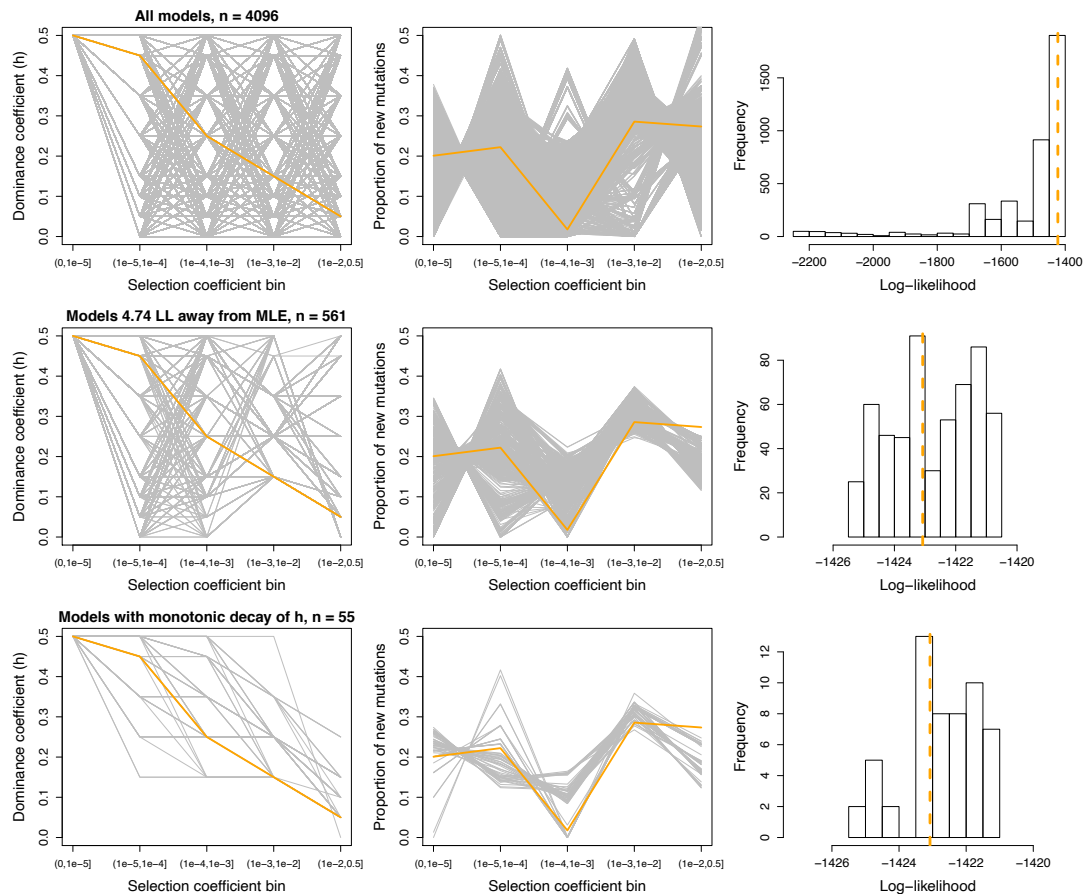 All models, n = 4096
Dominance coefficient (h)
0.0 0.1 0.2 0.3 0.4 0.5
(0,1e−5] (1e−5,1e−4] (1e−4,1e−3] (1e−3,1e−2] (1e−2,0.5]
Selection coefficient bin
Proportion of new mutations
0.0 0.1 0.2 0.3 0.4 0.5
(0,1e−5] (1e−5,1e−4] (1e−4,1e−3] (1e−3,1e−2] (1e−2,0.5]
Selection coefficient bin
Frequency
0 500 1000 1500
−2200 −2000 −1800 −1600 −1400
Log−likelihood
Models 4.74 LL away from MLE, n = 561
Dominance coefficient (h)
0.0 0.1 0.2 0.3 0.4 0.5
(0,1e−5] (1e−5,1e−4] (1e−4,1e−3] (1e−3,1e−2] (1e−2,0.5]
Selection coefficient bin
Proportion of new mutations
0.0 0.1 0.2 0.3 0.4 0.5
(0,1e−5] (1e−5,1e−4] (1e−4,1e−3] (1e−3,1e−2] (1e−2,0.5]
Selection coefficient bin
Frequency
0 20 40 60 80
−1426 −1424 −1422 −1420
Log−likelihood
Models with monotonic decay of h, n = 55
Dominance coefficient (h)
0.0 0.1 0.2 0.3 0.4 0.5
(0,1e−5] (1e−5,1e−4] (1e−4,1e−3] (1e−3,1e−2] (1e−2,0.5]
Selection coefficient bin
Proportion of new mutations
0.0 0.1 0.2 0.3 0.4 0.5
(0,1e−5] (1e−5,1e−4] (1e−4,1e−3] (1e−3,1e−2] (1e−2,0.5]
Selection coefficient bin
Frequency
0 2 4 6 8 10 12
−1426 −1424 −1422 −1420
Log−likelihood